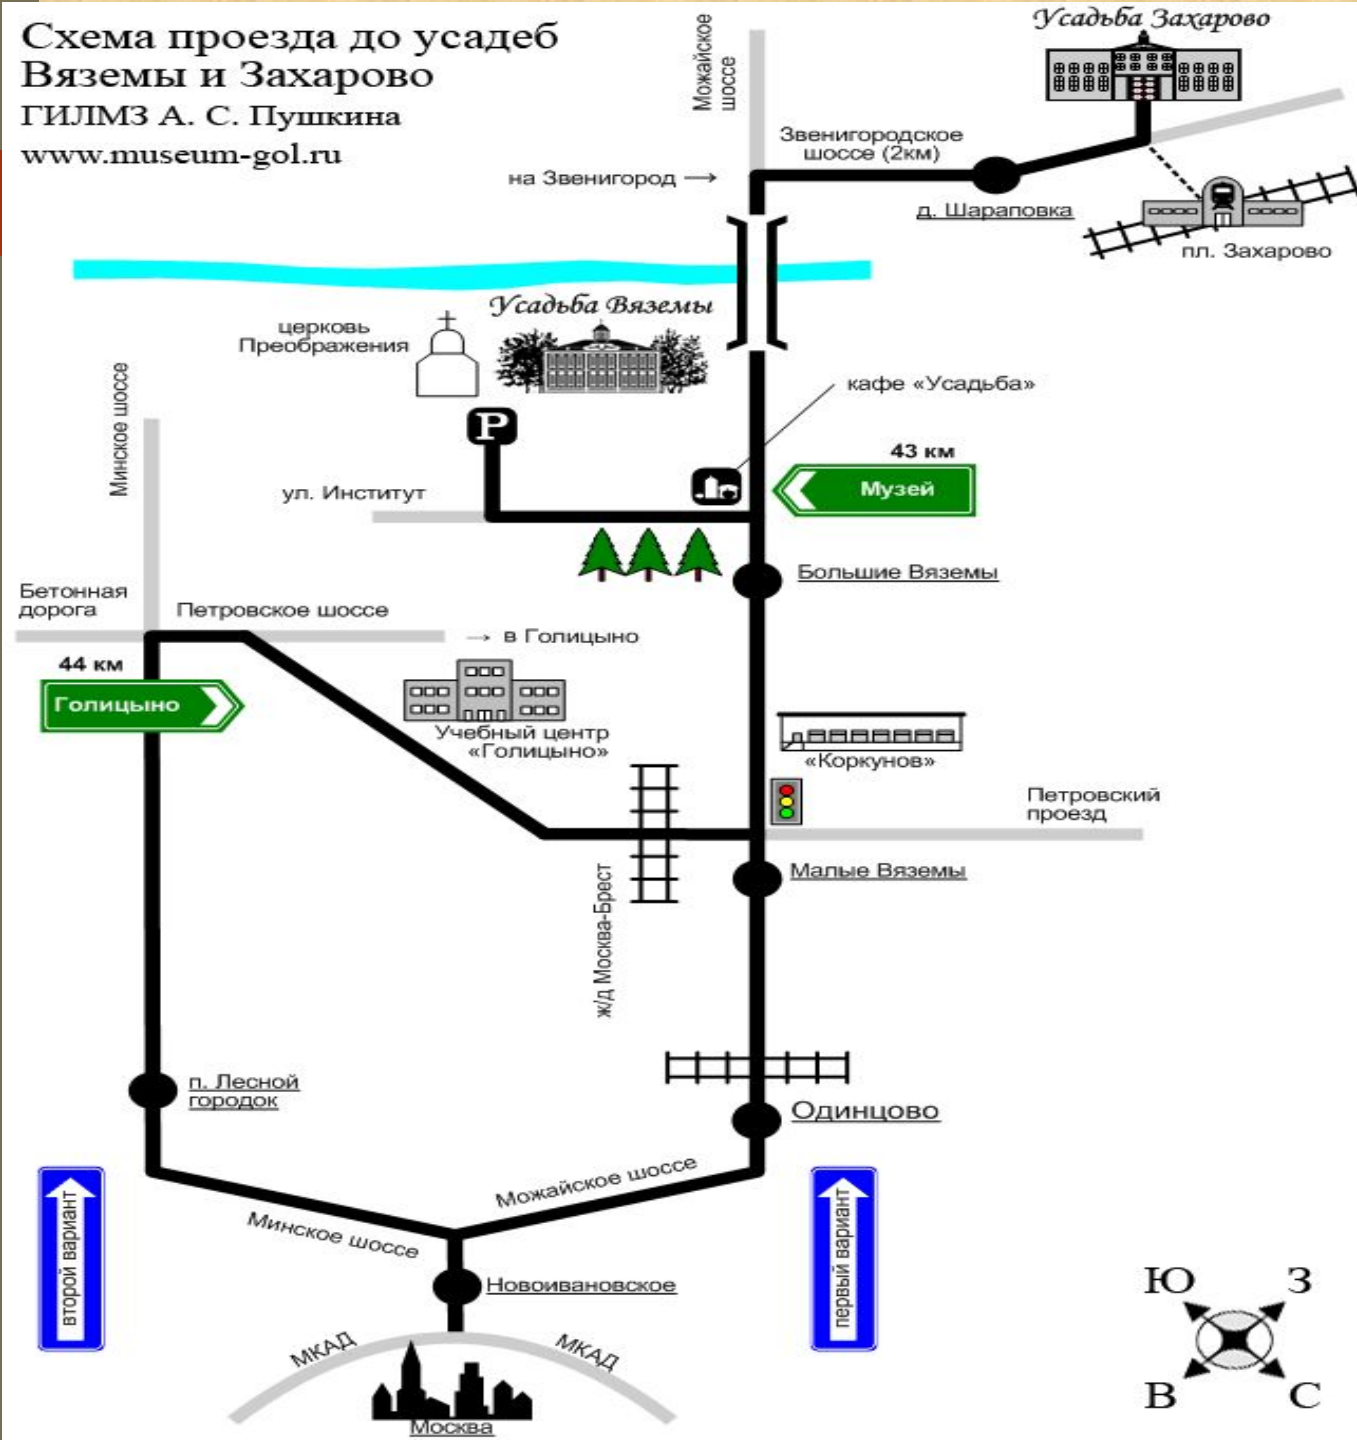 Схема проезда до усадеб
Вяземы и Захарово
ГИЛМЗ А. С. Пушкина
www.museum-gol.ru
Можайское
шоссе
Усадьба Захарово
Звенигородское
шоссе (2км)
на Звенигород →
д. Шараповка
пл. Захарово
Усадьба Вяземы
церковь
Преображения
Минское шоссе
кафе «Усадьба»
P
43 км
Музей
ул. Институт
Большие Вяземы
Бетонная
дорога
Петровское шоссе
→ в Голицыно
44 км
Голицыно
Учебный центр
«Голицыно»
«Коркунов»
Петровский
проезд
Малые Вяземы
ж/д Москва-Брест
п. Лесной
городок
Одинцово
Можайское шоссе
Минское шоссе
второй вариант
первый вариант
Новоивановское
МКАД
МКАД
Москва
Ю З
В С